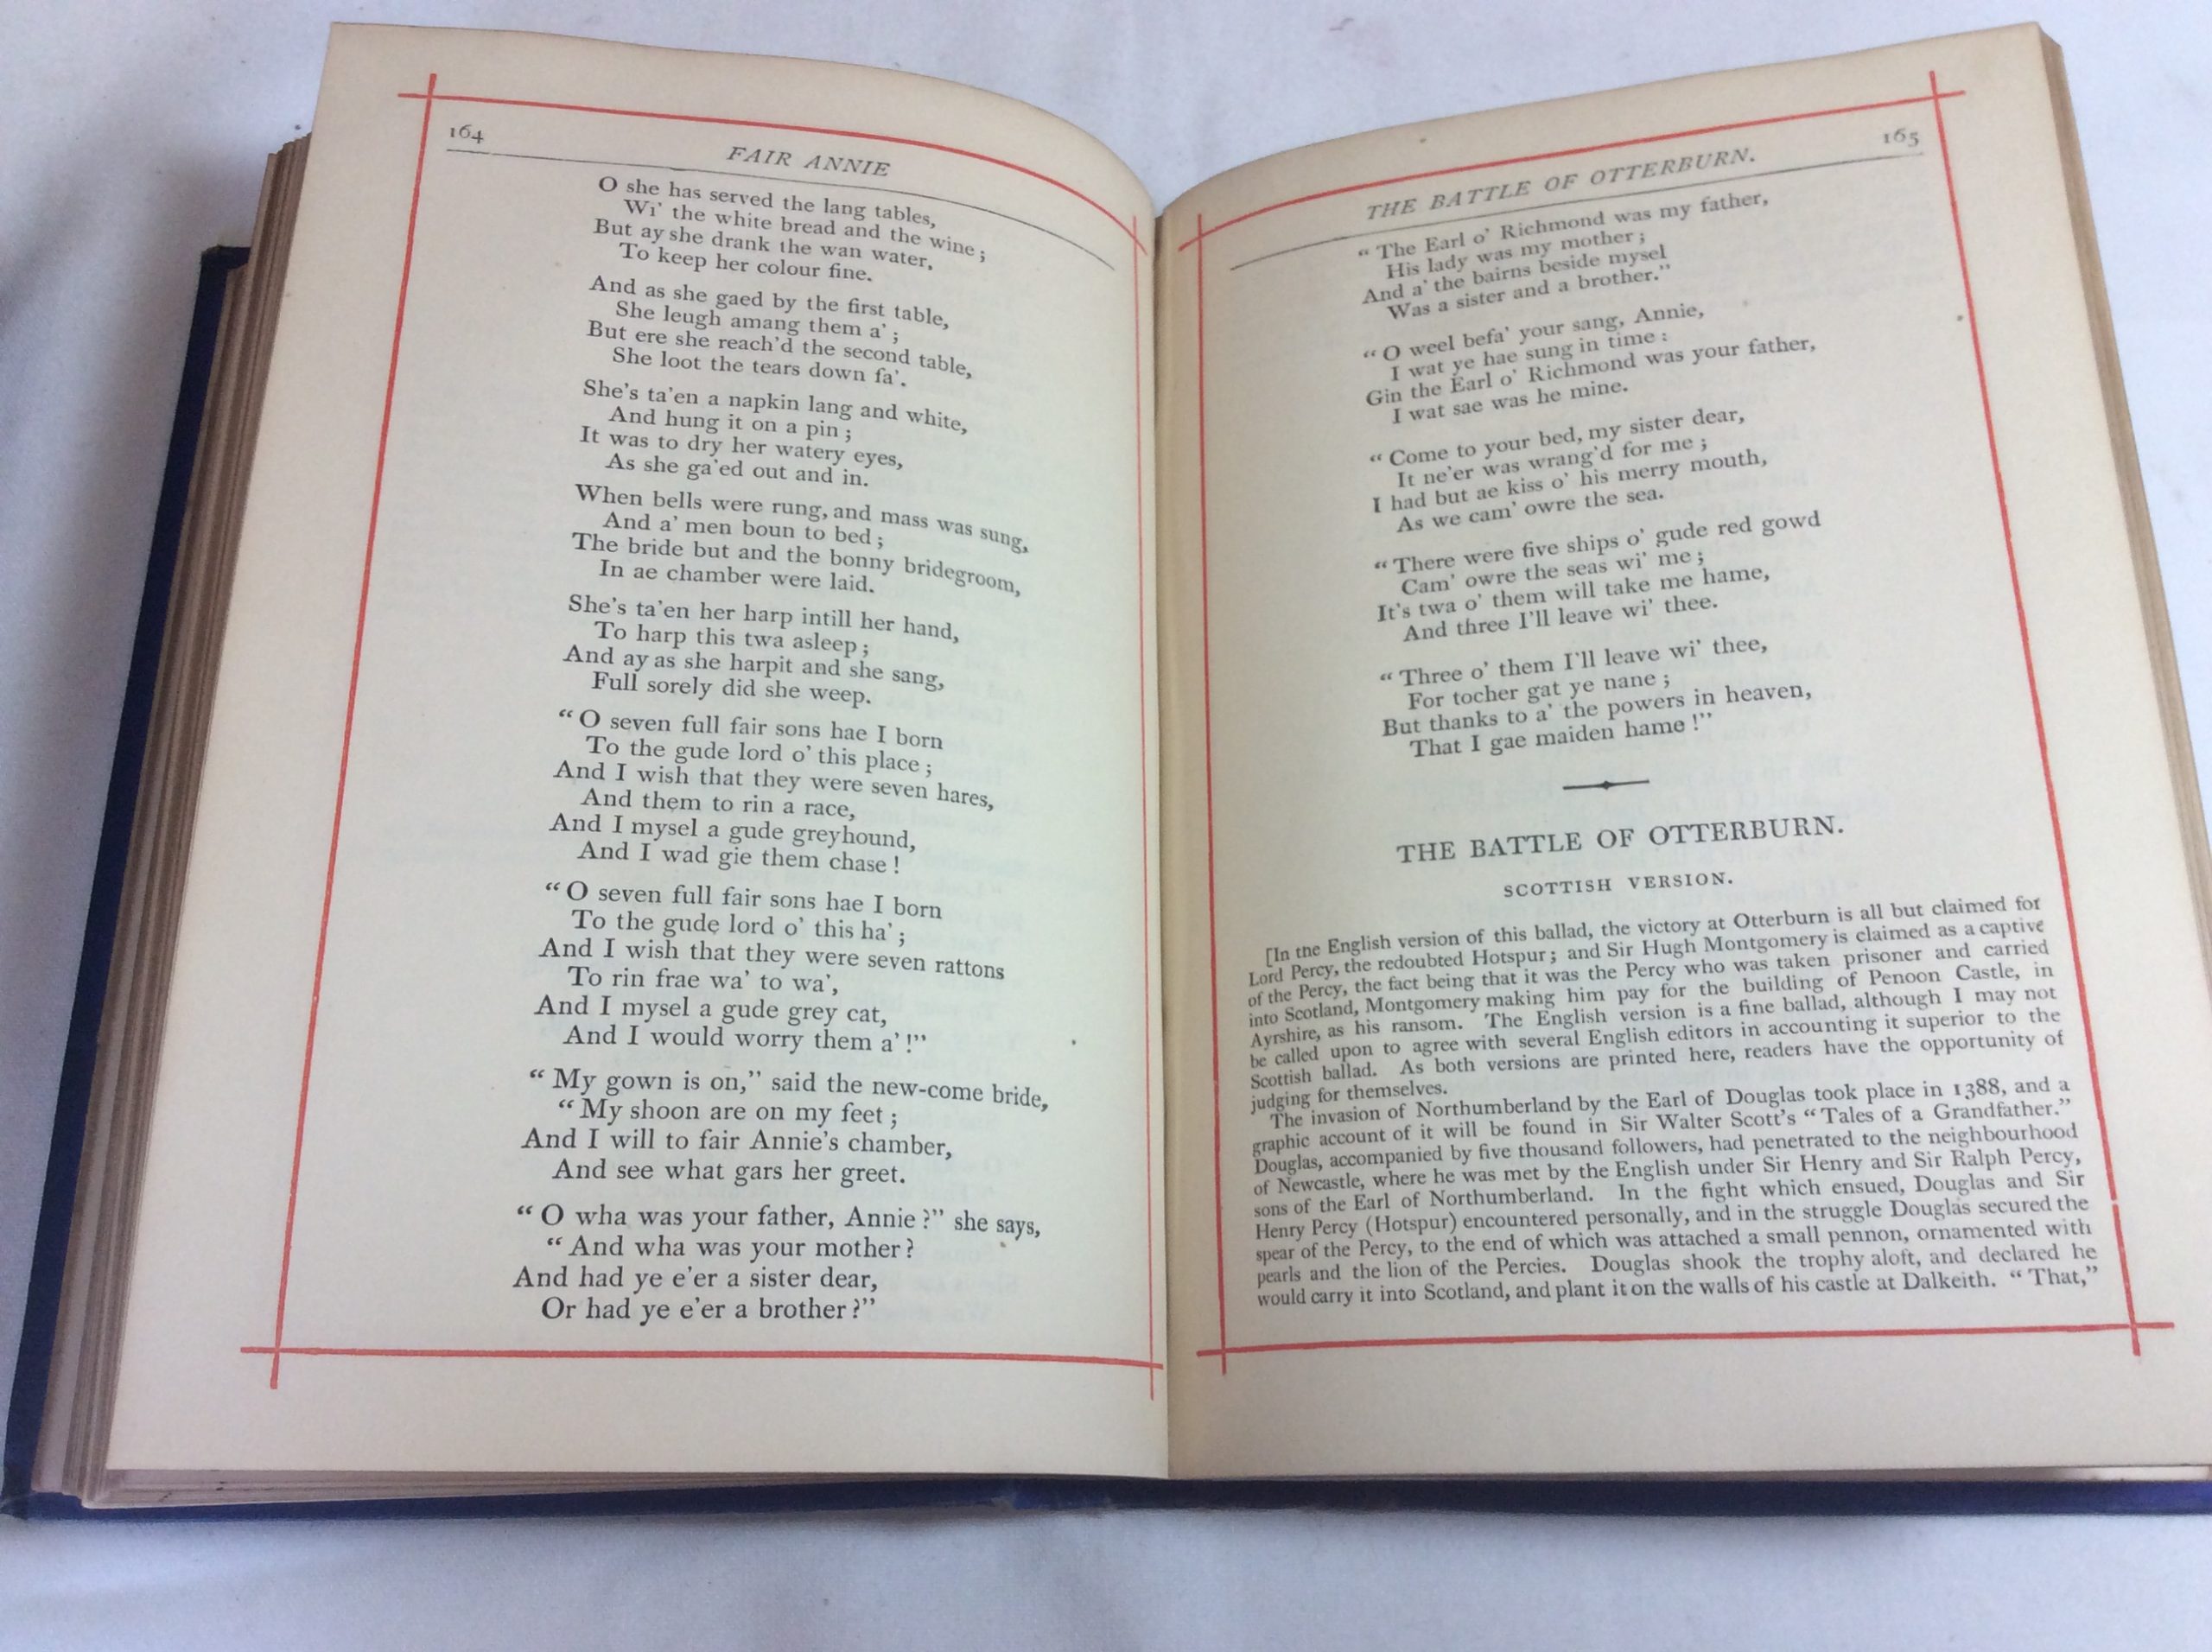 164
FAIR ANNIE
O she has served the lang tables,
Wi' the white bread and the wine;
But ay she drank the wan water,
To keep her colour fine.
And as she gaed by the first table,
She leugh amang them a';
But ere she reach'd the second table,
She loot the tears down fa'.
She's ta'en a napkin lang and white,
And hung it on a pin;
It was to dry her watery eyes,
As she ga'ed out and in.
When bells were rung, and mass was sung,
And a' men boun to bed;
The bride but and the bonny bridegroom,
In ae chamber were laid.
She's ta'en her harp intill her hand,
To harp this twa asleep;
And ay as she harpit and she sang,
Full sorely did she weep.
"O seven full fair sons hae I born
To the gude lord o' this place;
And I wish that they were seven hares,
And them to rin a race,
And I mysel a gude greyhound,
And I wad gie them chase!
"O seven full fair sons hae I born
To the gude lord o' this ha';
And I wish that they were seven rattons
To rin frae wa' to wa',
And I mysel a gude grey cat,
And I would worry them a'!"
"My gown is on," said the new-come bride,
"My shoon are on my feet;
And I will to fair Annie's chamber,
And see what gars her greet.
"O wha was your father, Annie?" she says,
"And wha was your mother?
And had ye e'er a sister dear,
Or had ye e'er a brother?"
THE BATTLE OF OTTERBURN.
165
"The Earl o' Richmond was my father,
His lady was my mother;
And a' the bairns beside mysel
Was a sister and a brother."
"O weel befa' your sang, Annie,
I wat ye hae sung in time:
Gin the Earl o' Richmond was your father,
I wat sae was he mine.
"Come to your bed, my sister dear,
It ne'er was wrang'd for me;
I had but ae kiss o' his merry mouth,
As we cam' owre the sea.
"There were five ships o' gude red gowd
Cam' owre the seas wi' me;
It's twa o' them will take me hame,
And three I'll leave wi' thee.
"Three o' them I'll leave wi' thee,
For tocher gat ye nane;
But thanks to a' the powers in heaven,
That I gae maiden hame!"
THE BATTLE OF OTTERBURN.
SCOTTISH VERSION.
[In the English version of this ballad, the victory at Otterburn is all but claimed for
Lord Percy, the redoubted Hotspur; and Sir Hugh Montgomery is claimed as a captive
of the Percy, the fact being that it was the Percy who was taken prisoner and carried
into Scotland, Montgomery making him pay for the building of Penoon Castle, in
Ayrshire, as his ransom. The English version is a fine ballad, although I may not
be called upon to agree with several English editors in accounting it superior to the
Scottish ballad. As both versions are printed here, readers have the opportunity of
judging for themselves.
The invasion of Northumberland by the Earl of Douglas took place in 1388, and a
graphic account of it will be found in Sir Walter Scott's "Tales of a Grandfather."
Douglas, accompanied by five thousand followers, had penetrated to the neighbourhood
of Newcastle, where he was met by the English under Sir Henry and Sir Ralph Percy,
sons of the Earl of Northumberland. In the fight which ensued, Douglas and Sir
Henry Percy (Hotspur) encountered personally, and in the struggle Douglas secured the
spear of the Percy, to the end of which was attached a small pennon, ornamented with
pearls and the lion of the Percies. Douglas shook the trophy aloft, and declared he
would carry it into Scotland, and plant it on the walls of his castle at Dalkeith. "That,"